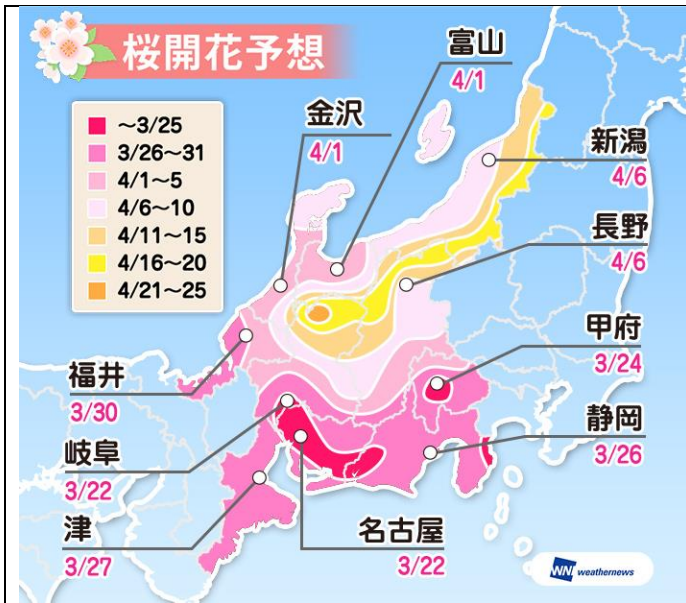 桜開花予想
～3/25
3/26～31
4/1～5
4/6～10
4/11～15
4/16～20
4/21～25
富山
4/1
金沢
4/1
新潟
4/6
長野
4/6
甲府
3/24
福井
3/30
静岡
3/26
岐阜
3/22
津
3/27
名古屋
3/22
WNI weathernews